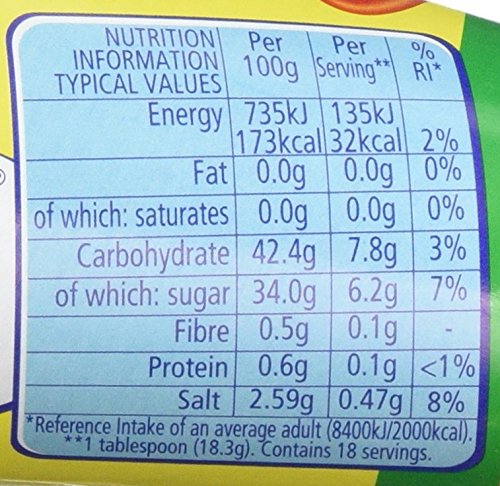 NUTRITION INFORMATION TYPICAL VALUES Per 100g Per Serving** % RI*
Energy 735kJ 135kJ
173kcal 32kcal 2%
Fat 0.0g 0.0g 0%
of which: saturates 0.0g 0.0g 0%
Carbohydrate 42.4g 7.8g 3%
of which: sugar 34.0g 6.2g 7%
Fibre 0.5g 0.1g -
Protein 0.6g 0.1g <1%
Salt 2.59g 0.47g 8%
*Reference Intake of an average adult (8400kJ/2000kcal).
**1 tablespoon (18.3g). Contains 18 servings.